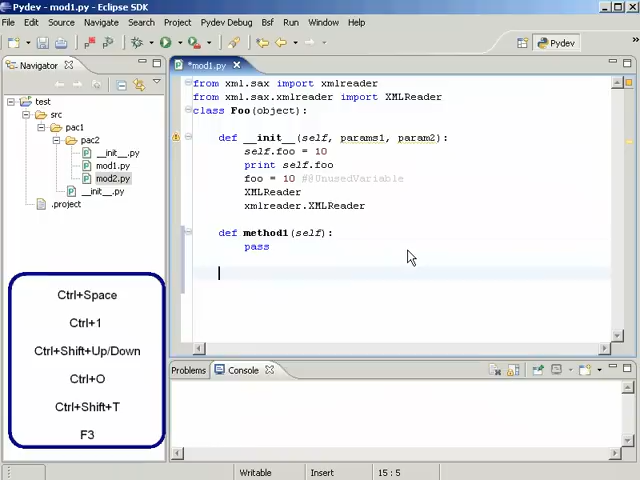 Pydev - mod1.py - Eclipse SDK
File Edit Source Navigate Search Project Pydev Debug Bsf Run Window Help
Pydev
Navigator
*mod1.py
test
src
pac1
pac2
__init__.py
mod1.py
mod2.py
__init__.py
.project
from xml.sax import xmlreader
from xml.sax.xmlreader import XMLReader
class Foo(object):
def __init__(self, params1, param2):
self.foo = 10
print self.foo
foo = 10 #@UnusedVariable
XMLReader
xmlreader.XMLReader
def method1(self):
pass
Ctrl+Space
Ctrl+1
Ctrl+Shift+Up/Down
Ctrl+O
Ctrl+Shift+T
F3
Problems Console
Writable Insert 15 : 5